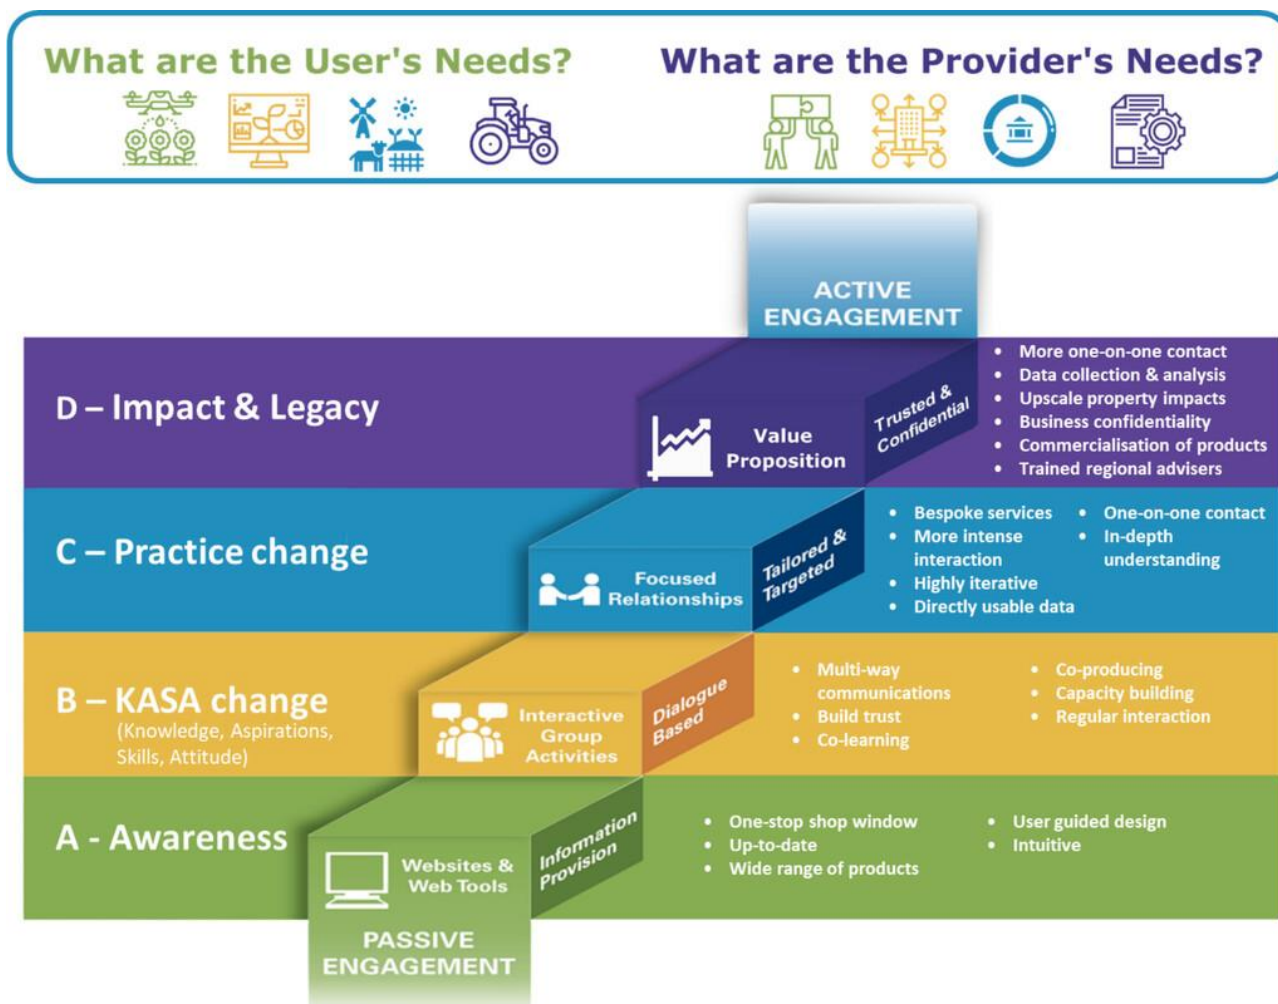 What are the User's Needs?
What are the Provider's Needs?
ACTIVE
ENGAGEMENT
D – Impact & Legacy
Value
Proposition
Trusted &
Confidential
• More one-on-one contact
• Data collection & analysis
• Upscale property impacts
• Business confidentiality
• Commercialisation of products
• Trained regional advisers
C – Practice change
Focused
Relationships
Tailored &
Targeted
• Bespoke services
• More intense
interaction
• Highly iterative
• Directly usable data
• One-on-one contact
• In-depth
understanding
B – KASA change
(Knowledge, Aspirations,
Skills, Attitude)
Interactive
Group
Activities
Dialogue
Based
• Multi-way
communications
• Build trust
• Co-learning
• Co-producing
• Capacity building
• Regular interaction
A - Awareness
Websites &
Web Tools
Information
Provision
• One-stop shop window
• Up-to-date
• Wide range of products
• User guided design
• Intuitive
PASSIVE
ENGAGEMENT